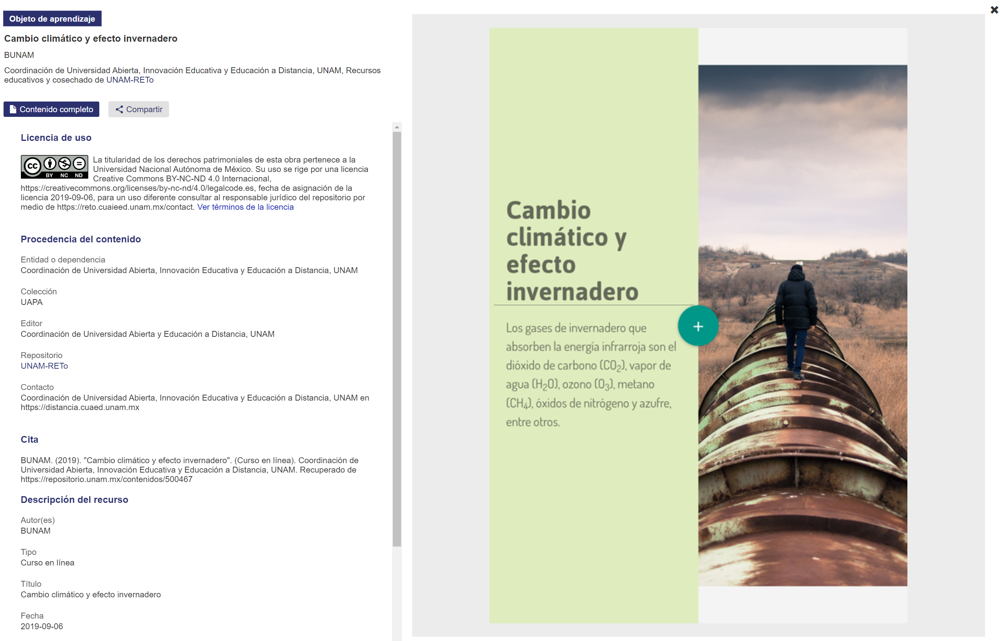 Objeto de aprendizaje
Cambio climático y efecto invernadero
BUNAM
Coordinación de Universidad Abierta, Innovación Educativa y Educación a Distancia, UNAM, Recursos
educativos y cosechado de UNAM-RETo
Contenido completo
Compartir
Licencia de uso
cc
BY NC ND
La titularidad de los derechos patrimoniales de esta obra pertenece a la
Universidad Nacional Autónoma de México. Su uso se rige por una licencia
Creative Commons BY-NC-ND 4.0 Internacional,
https://creativecommons.org/licenses/by-nc-nd/4.0/legalcode.es, fecha de asignación de la
licencia 2019-09-06, para un uso diferente consultar al responsable jurídico del repositorio por
medio de https://reto.cuaieed.unam.mx/contact. Ver términos de la licencia
Procedencia del contenido
Entidad o dependencia
Coordinación de Universidad Abierta, Innovación Educativa y Educación a Distancia, UNAM
Colección
UAPA
Editor
Coordinación de Universidad Abierta y Educación a Distancia, UNAM
Repositorio
UNAM-RETo
Contacto
Coordinación de Universidad Abierta, Innovación Educativa y Educación a Distancia, UNAM en
https://distancia.cuaed.unam.mx
Cita
BUNAM. (2019). "Cambio climático y efecto invernadero". (Curso en línea). Coordinación de
Universidad Abierta, Innovación Educativa y Educación a Distancia, UNAM. Recuperado de
https://repositorio.unam.mx/contenidos/500467
Descripción del recurso
Autor(es)
BUNAM
Tipo
Curso en línea
Título
Cambio climático y efecto invernadero
Fecha
2019-09-06
Cambio
climático y
efecto
invernadero
Los gases de invernadero que
absorben la energía infrarroja son el
dióxido de carbono (CO₂), vapor de
agua (H₂O), ozono (O₃), metano
(CH₄), óxidos de nitrógeno y azufre,
entre otros.